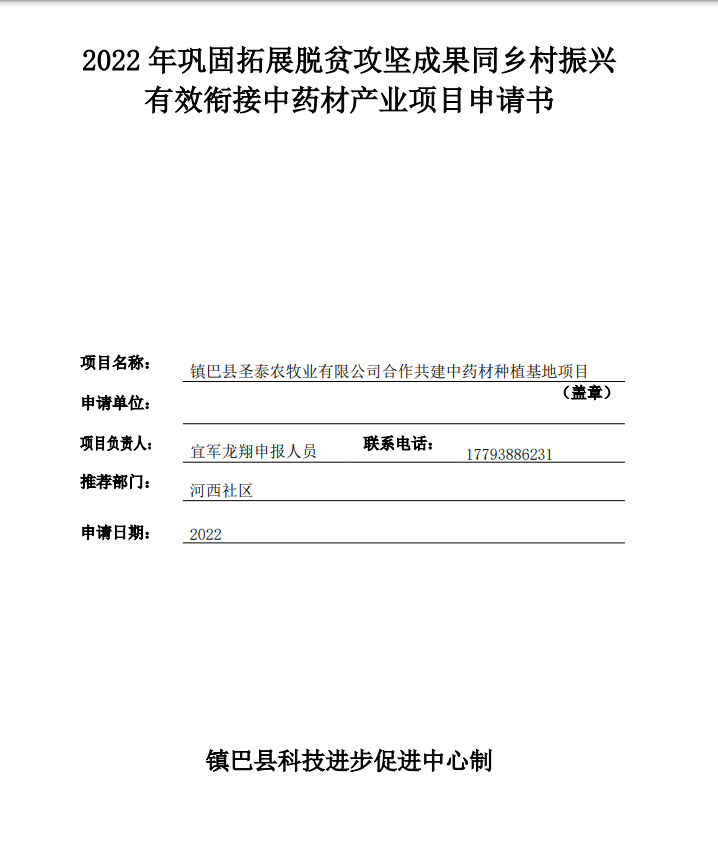 2022 年巩固拓展脱贫攻坚成果同乡村振兴
有效衔接中药材产业项目申请书
项目名称： 镇巴县圣泰农牧业有限公司合作共建中药材种植基地项目
申请单位： （盖章）
项目负责人： 宜军龙翔申报人员 联系电话： 17793886231
推荐部门： 河西社区
申请日期： 2022
镇巴县科技进步促进中心制